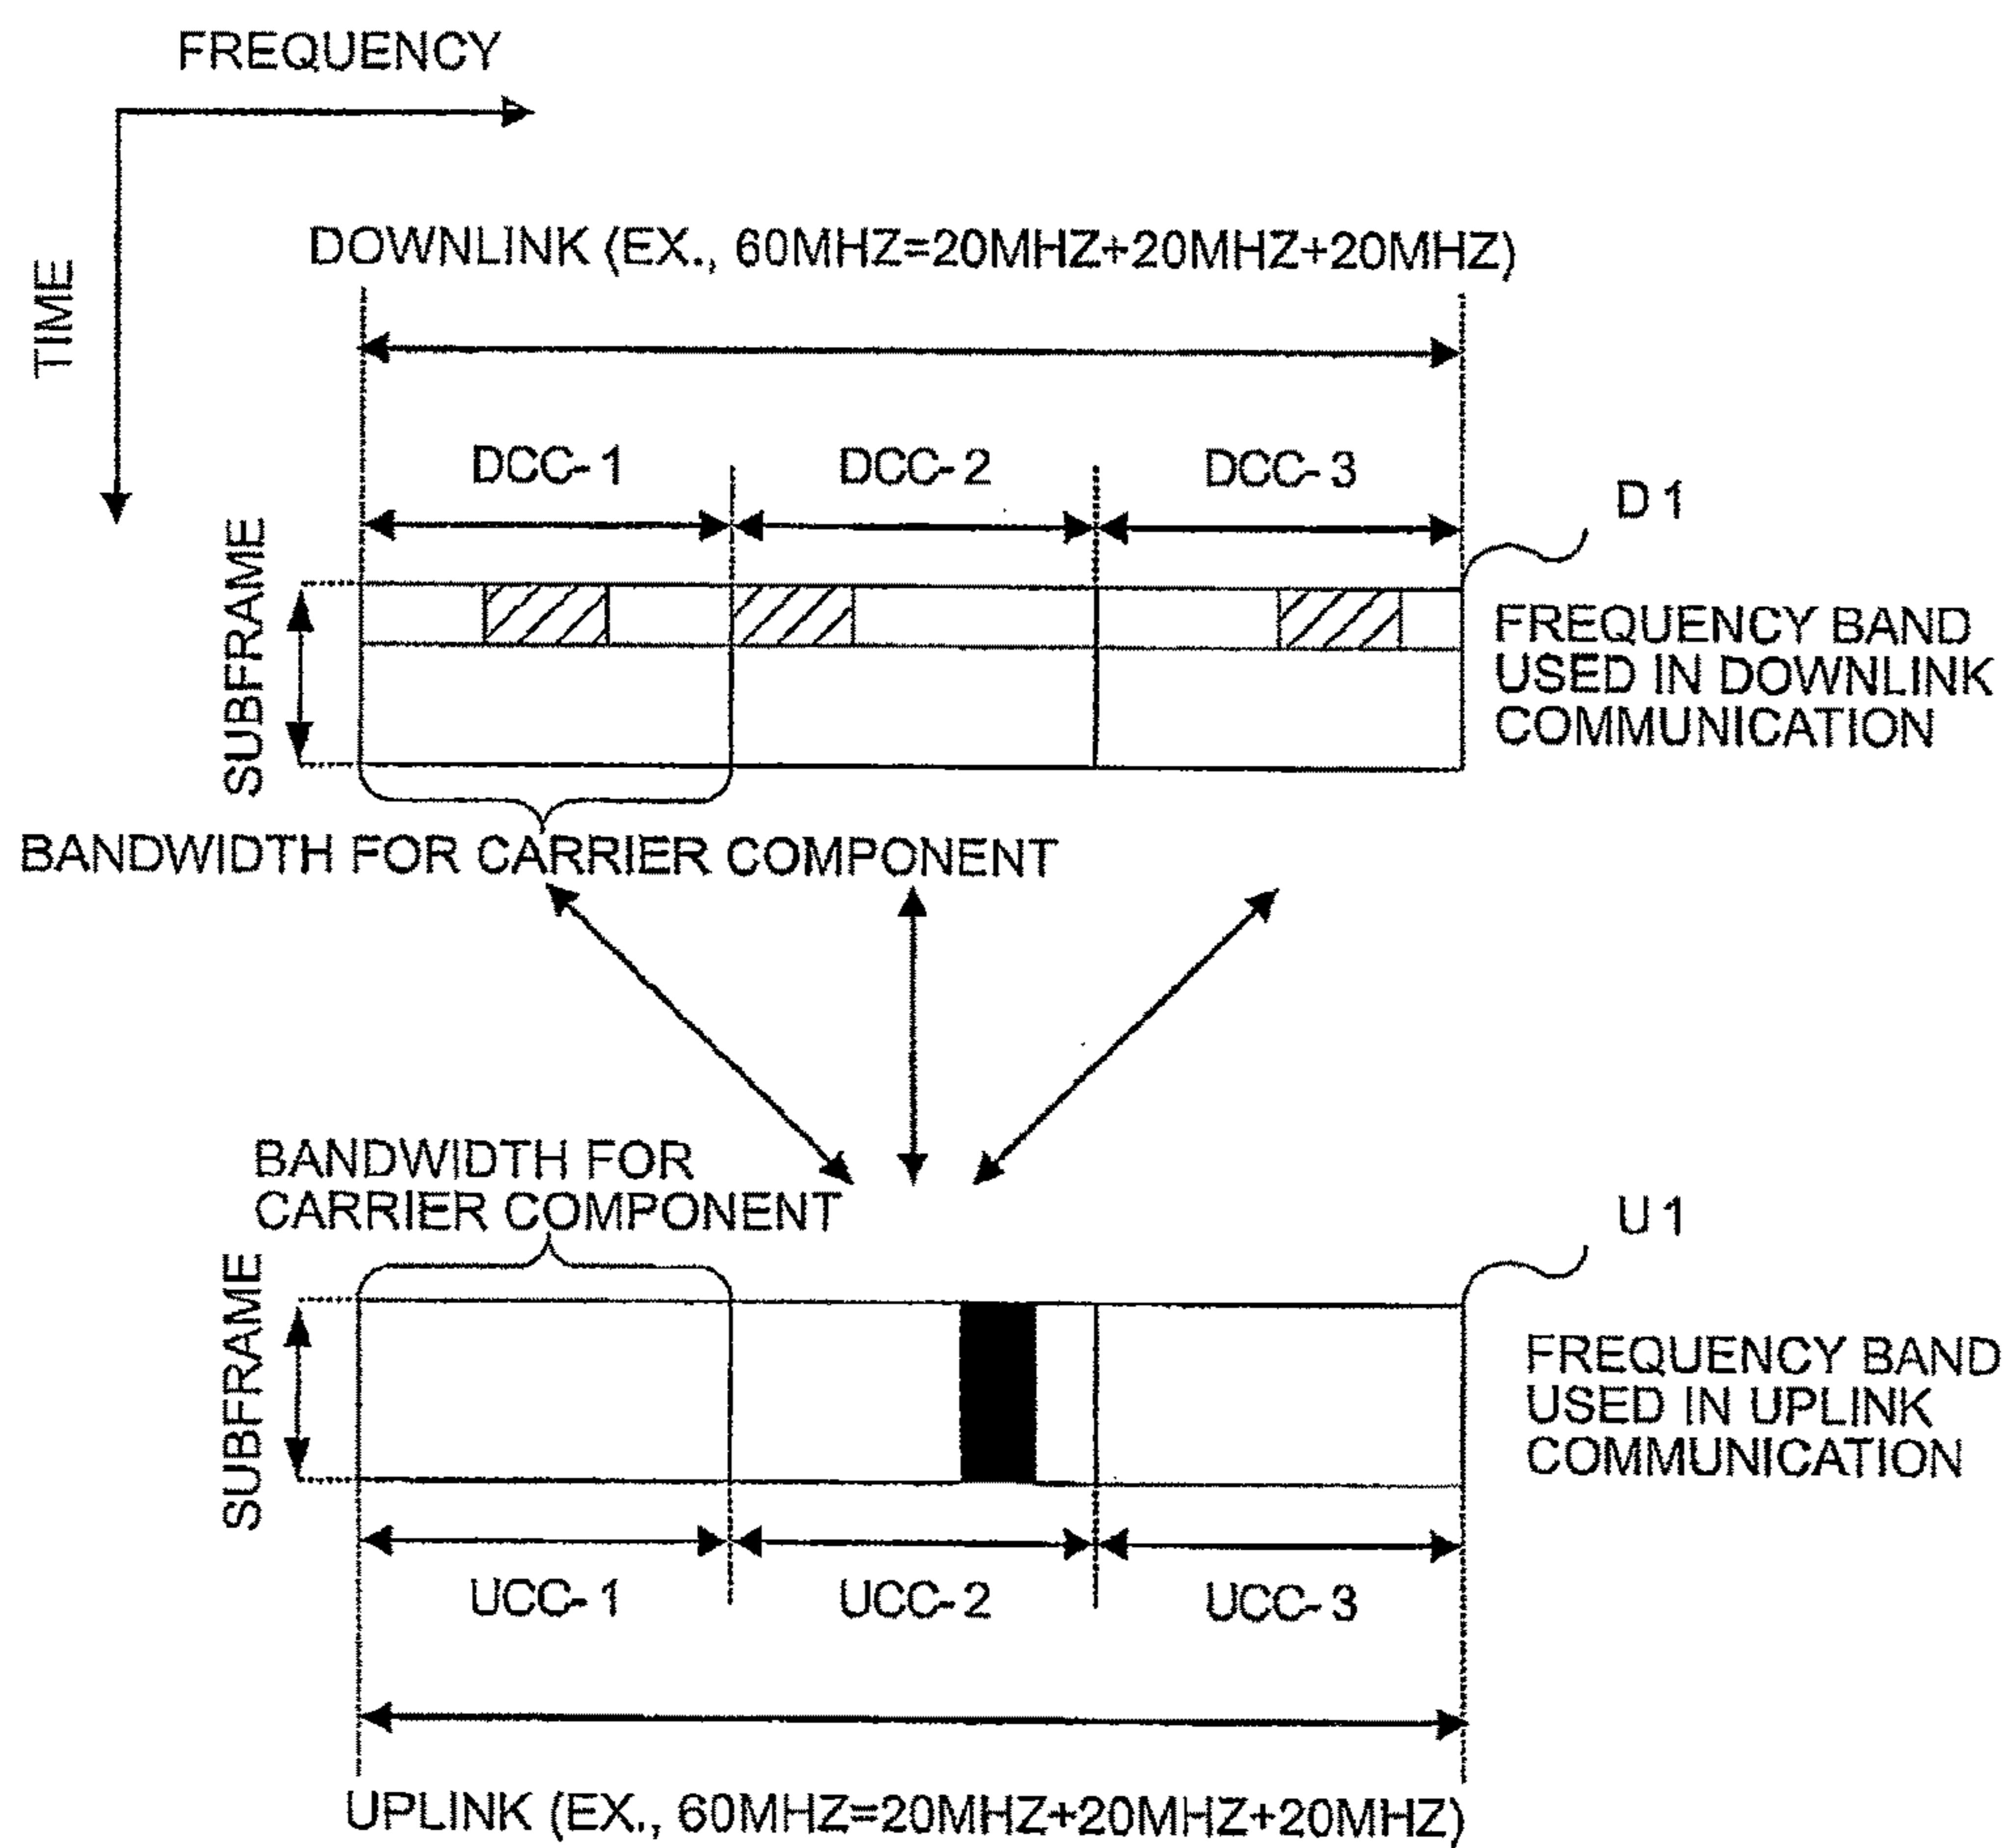 FREQUENCY
TIME
DOWNLINK (EX., 60MHZ=20MHZ+20MHZ+20MHZ)
DCC-1
DCC-2
DCC-3
D1
SUBFRAME
FREQUENCY BAND
USED IN DOWNLINK
COMMUNICATION
BANDWIDTH FOR CARRIER COMPONENT
BANDWIDTH FOR
CARRIER COMPONENT
U1
SUBFRAME
FREQUENCY BAND
USED IN UPLINK
COMMUNICATION
UCC-1
UCC-2
UCC-3
UPLINK (EX., 60MHZ=20MHZ+20MHZ+20MHZ)